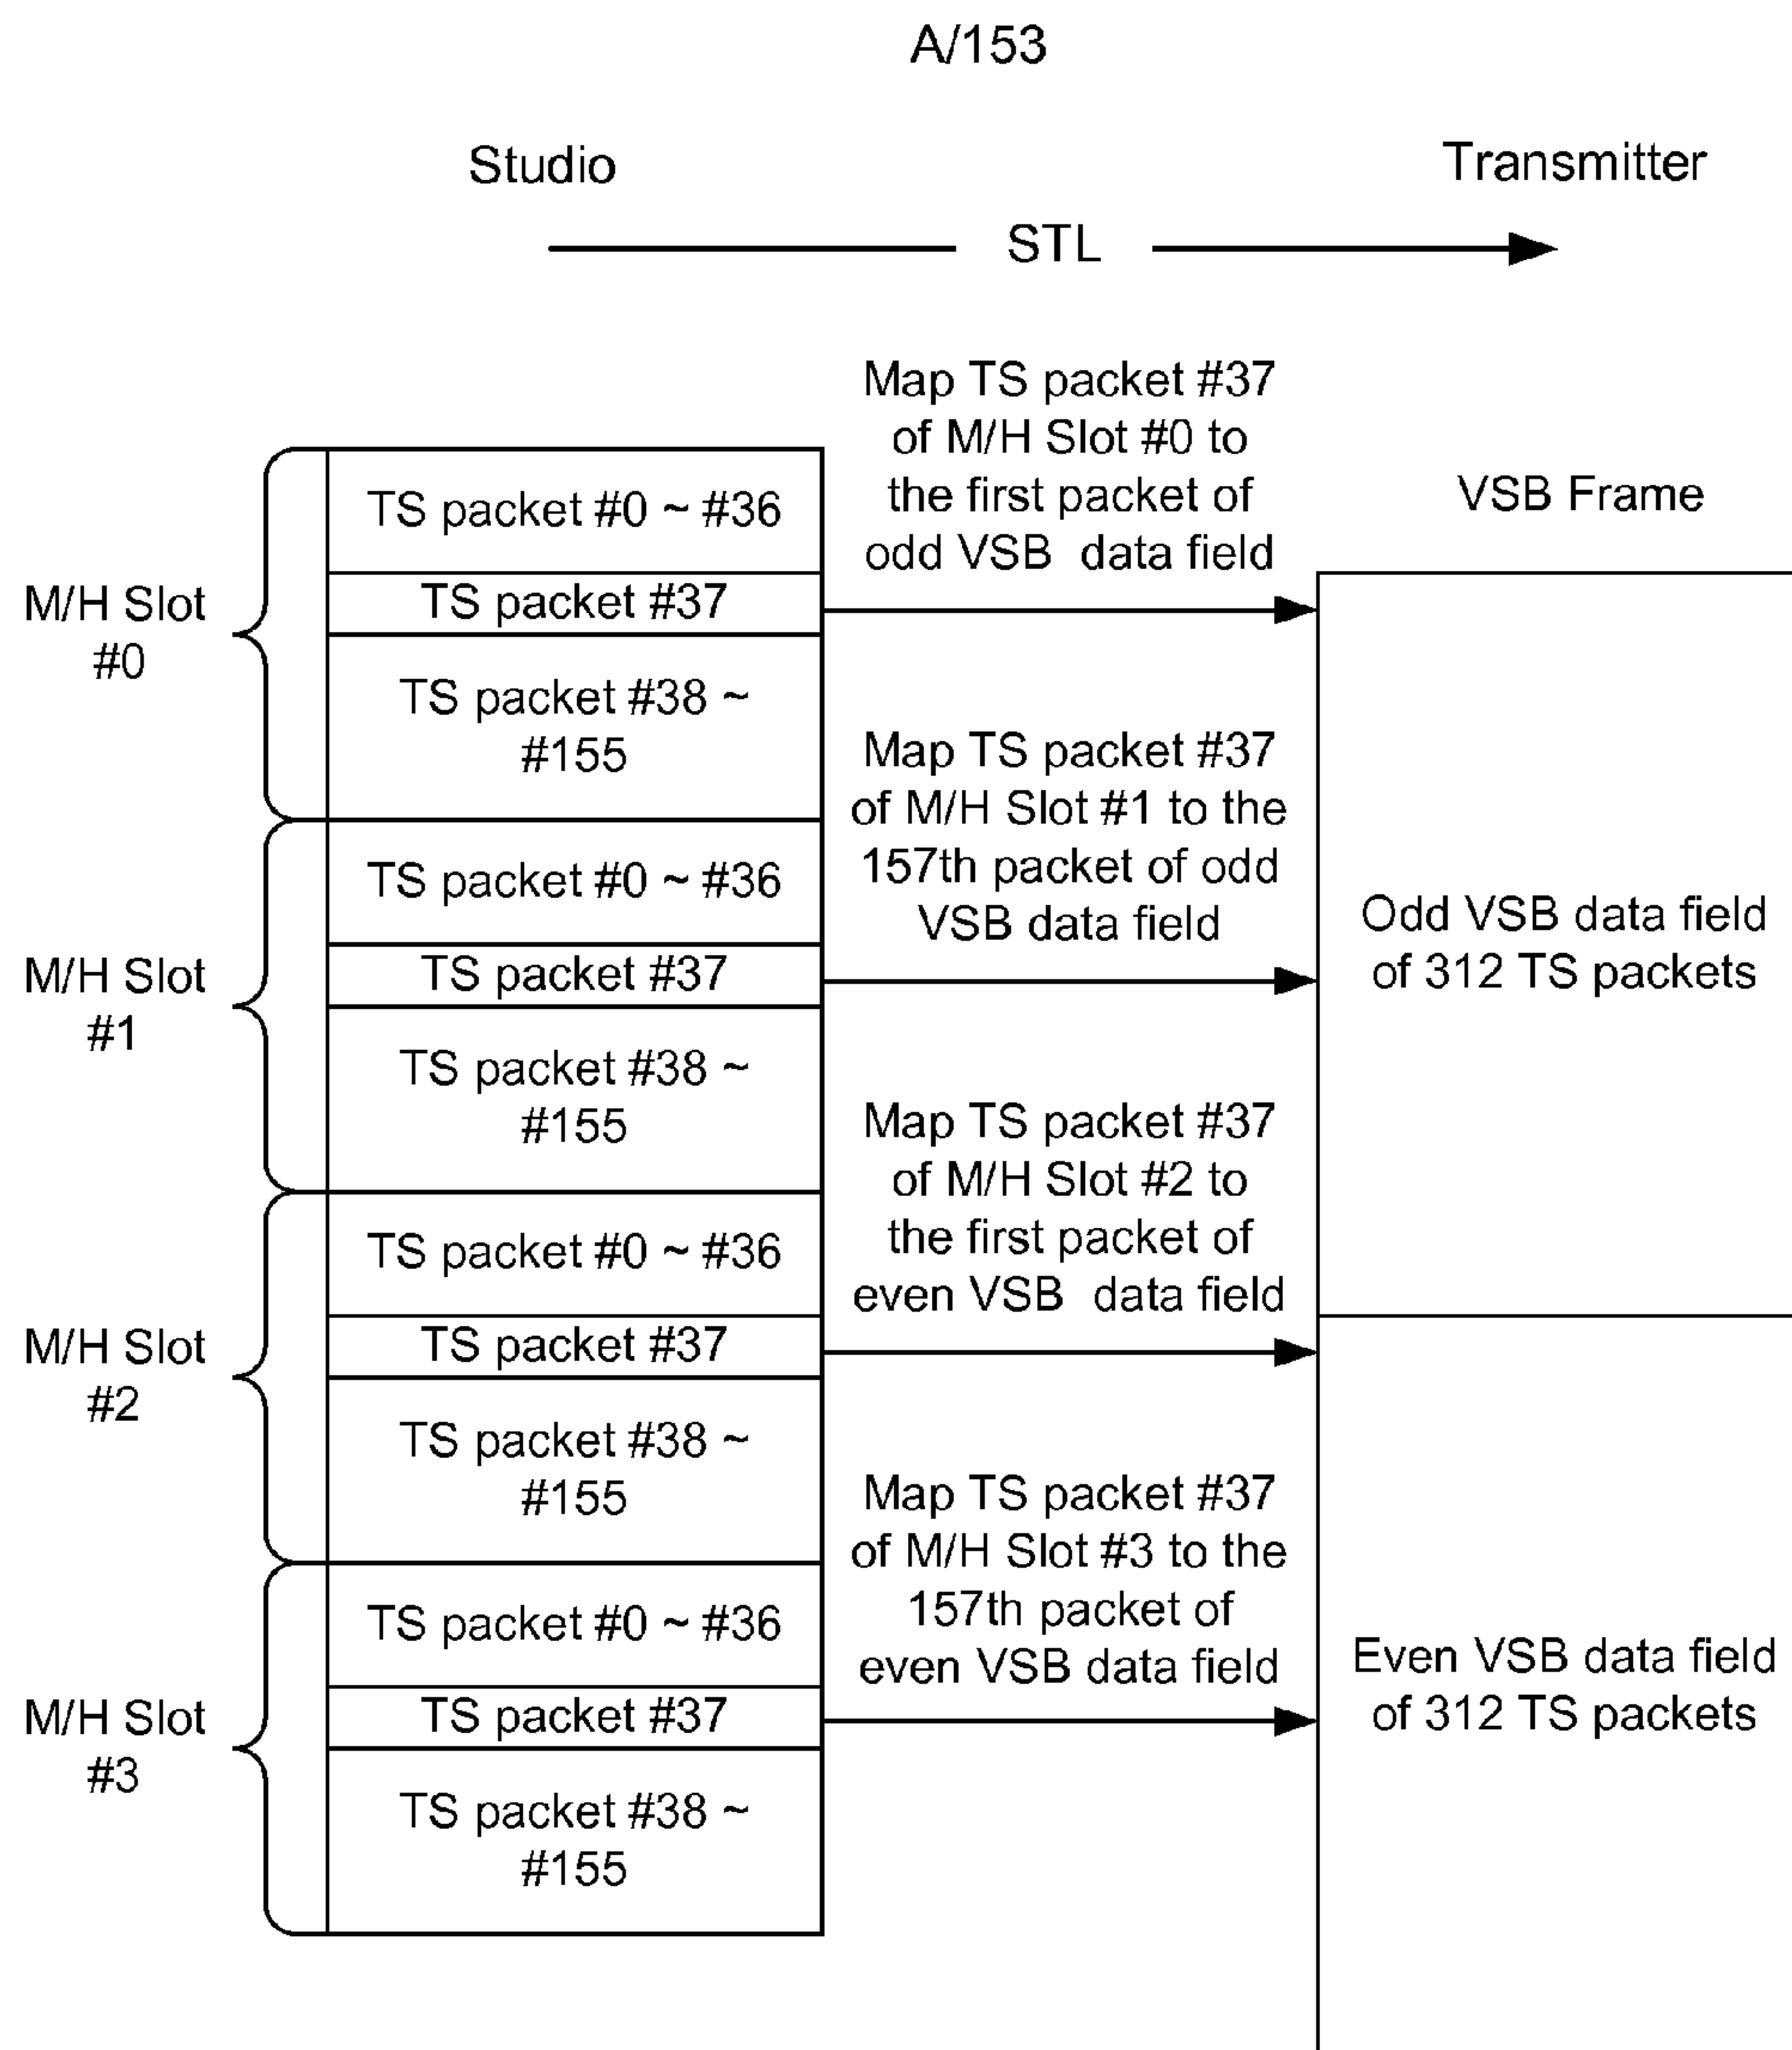 A/153
Studio
Transmitter
STL
Map TS packet #37
of M/H Slot #0 to
the first packet of
odd VSB data field
VSB Frame
TS packet #0 ~ #36
M/H Slot
#0
TS packet #37
TS packet #38 ~
#155
Map TS packet #37
of M/H Slot #1 to the
157th packet of odd
VSB data field
TS packet #0 ~ #36
M/H Slot
#1
TS packet #37
TS packet #38 ~
#155
Odd VSB data field
of 312 TS packets
Map TS packet #37
of M/H Slot #2 to
the first packet of
even VSB data field
TS packet #0 ~ #36
M/H Slot
#2
TS packet #37
TS packet #38 ~
#155
Map TS packet #37
of M/H Slot #3 to the
157th packet of
even VSB data field
TS packet #0 ~ #36
M/H Slot
#3
TS packet #37
TS packet #38 ~
#155
Even VSB data field
of 312 TS packets